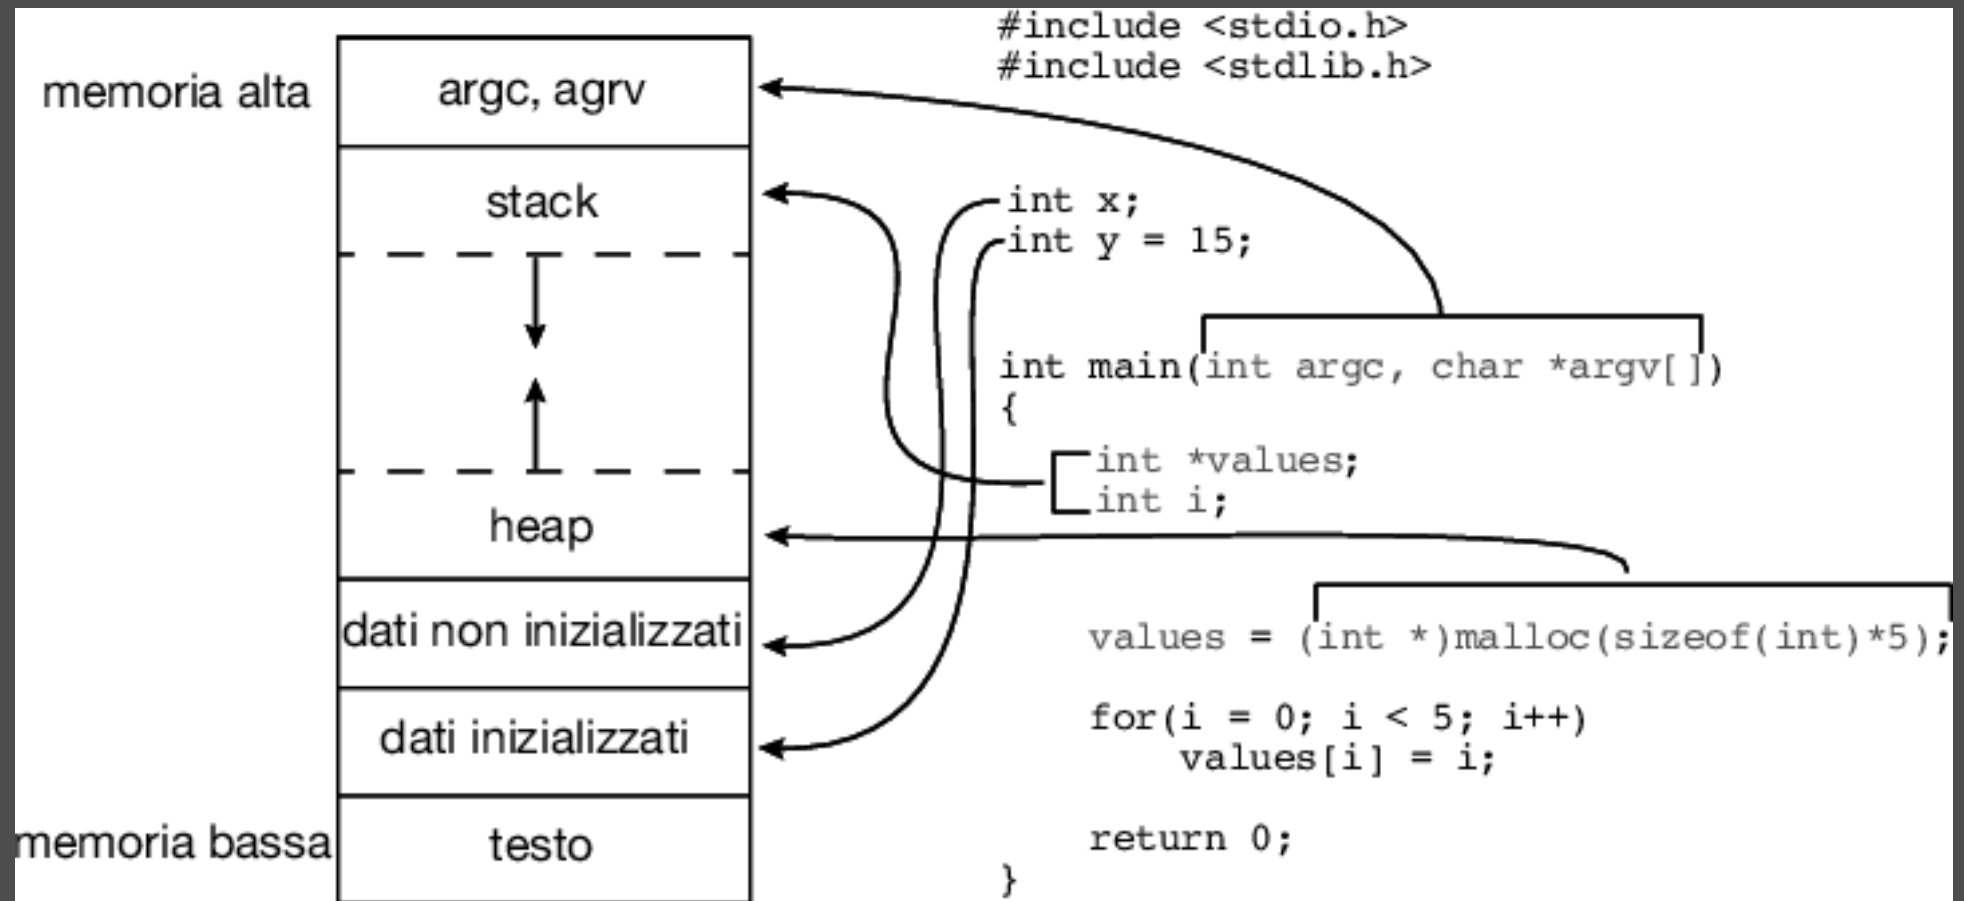 memoria alta
argc, agrv
stack
heap
dati non inizializzati
dati inizializzati
memoria bassa
testo
#include <stdio.h>
#include <stdlib.h>
int x;
int y = 15;
int main(int argc, char *argv[])
{
int *values;
int i;
values = (int *)malloc(sizeof(int)*5);
for(i = 0; i < 5; i++)
values[i] = i;
return 0;
}